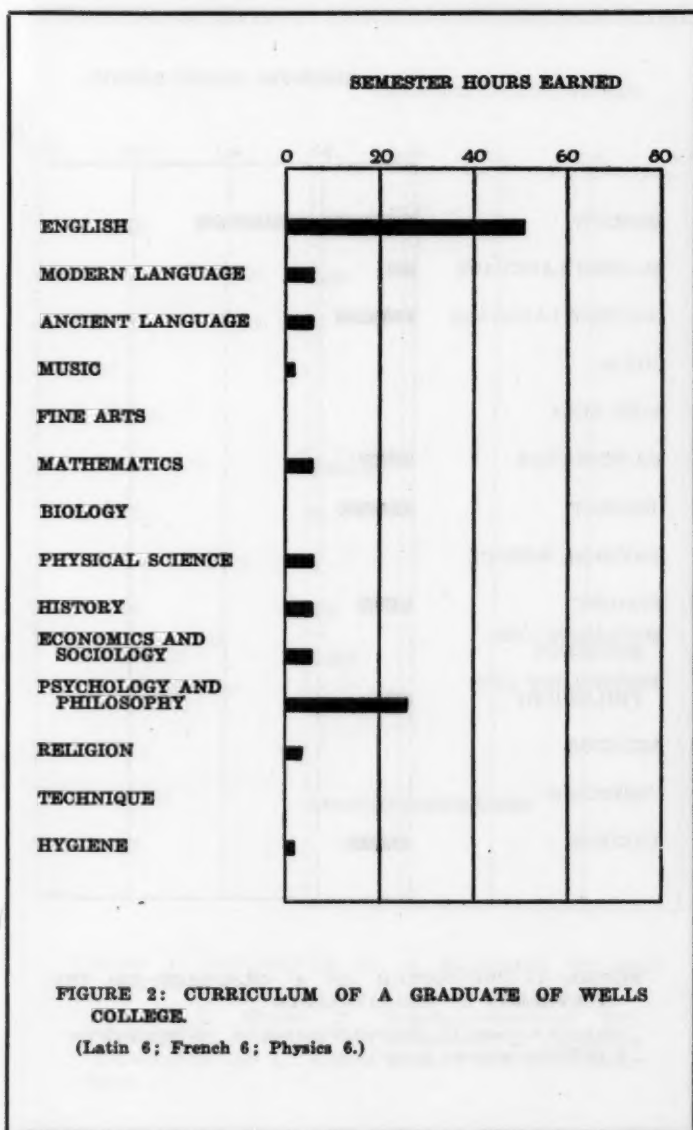 SEMESTER HOURS EARNED
0 20 40 60 80
ENGLISH
MODERN LANGUAGE
ANCIENT LANGUAGE
MUSIC
FINE ARTS
MATHEMATICS
BIOLOGY
PHYSICAL SCIENCE
HISTORY
ECONOMICS AND
SOCIOLOGY
PSYCHOLOGY AND
PHILOSOPHY
RELIGION
TECHNIQUE
HYGIENE
FIGURE 2: CURRICULUM OF A GRADUATE OF WELLS
COLLEGE.
(Latin 6; French 6; Physics 6.)